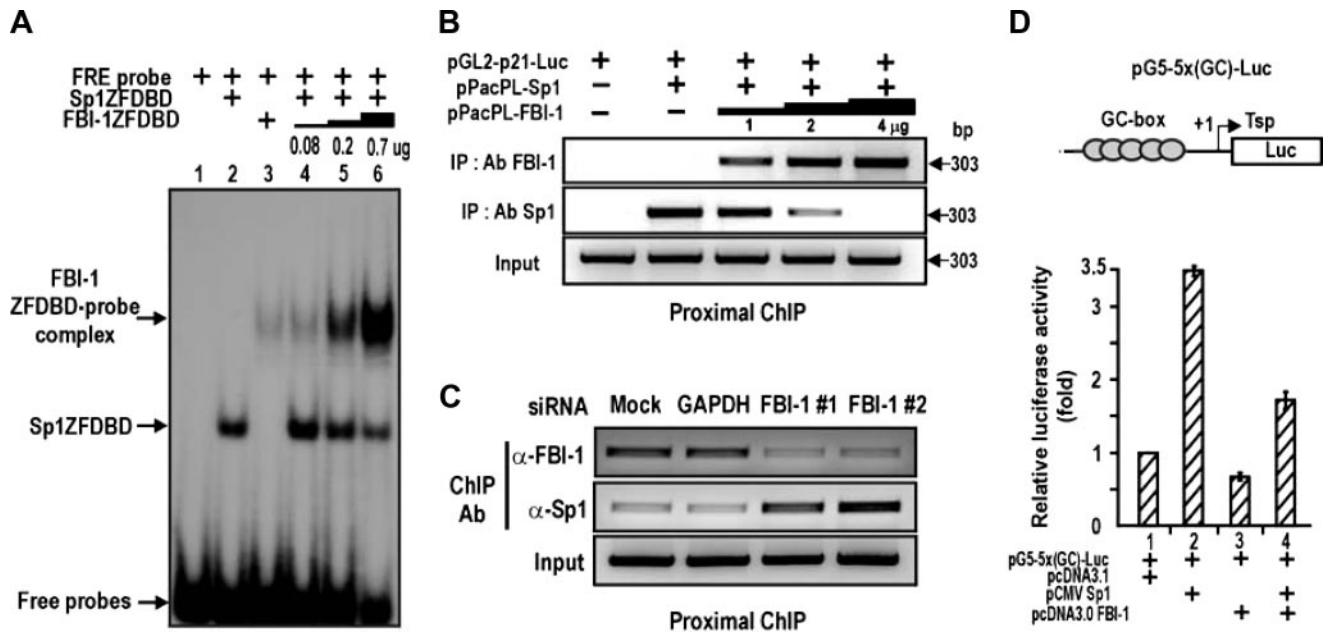 A
FRE probe + + + + + +
Sp1ZFDBD + + + +
FBI-1ZFDBD +
0.08 0.2 0.7 ug
1 2 3 4 5 6
FBI-1
ZFDBD-probe
complex
Sp1ZFDBD
Free probes
B
pGL2-p21-Luc + + + + +
pPacPL-Sp1 − + + + +
pPacPL-FBI-1 − −
1 2 4 μg
bp
IP : Ab FBI-1
303
IP : Ab Sp1
303
Input
303
Proximal ChIP
C
siRNA Mock GAPDH FBI-1 #1 FBI-1 #2
ChIP
Ab
α-FBI-1
α-Sp1
Input
Proximal ChIP
D
pG5-5x(GC)-Luc
GC-box +1 Tsp
Luc
Relative luciferase activity
(fold)
3.5
3
2
1
0
1 2 3 4
pG5-5x(GC)-Luc + + + +
pcDNA3.1 +
pCMV Sp1 + +
pcDNA3.0 FBI-1 + +